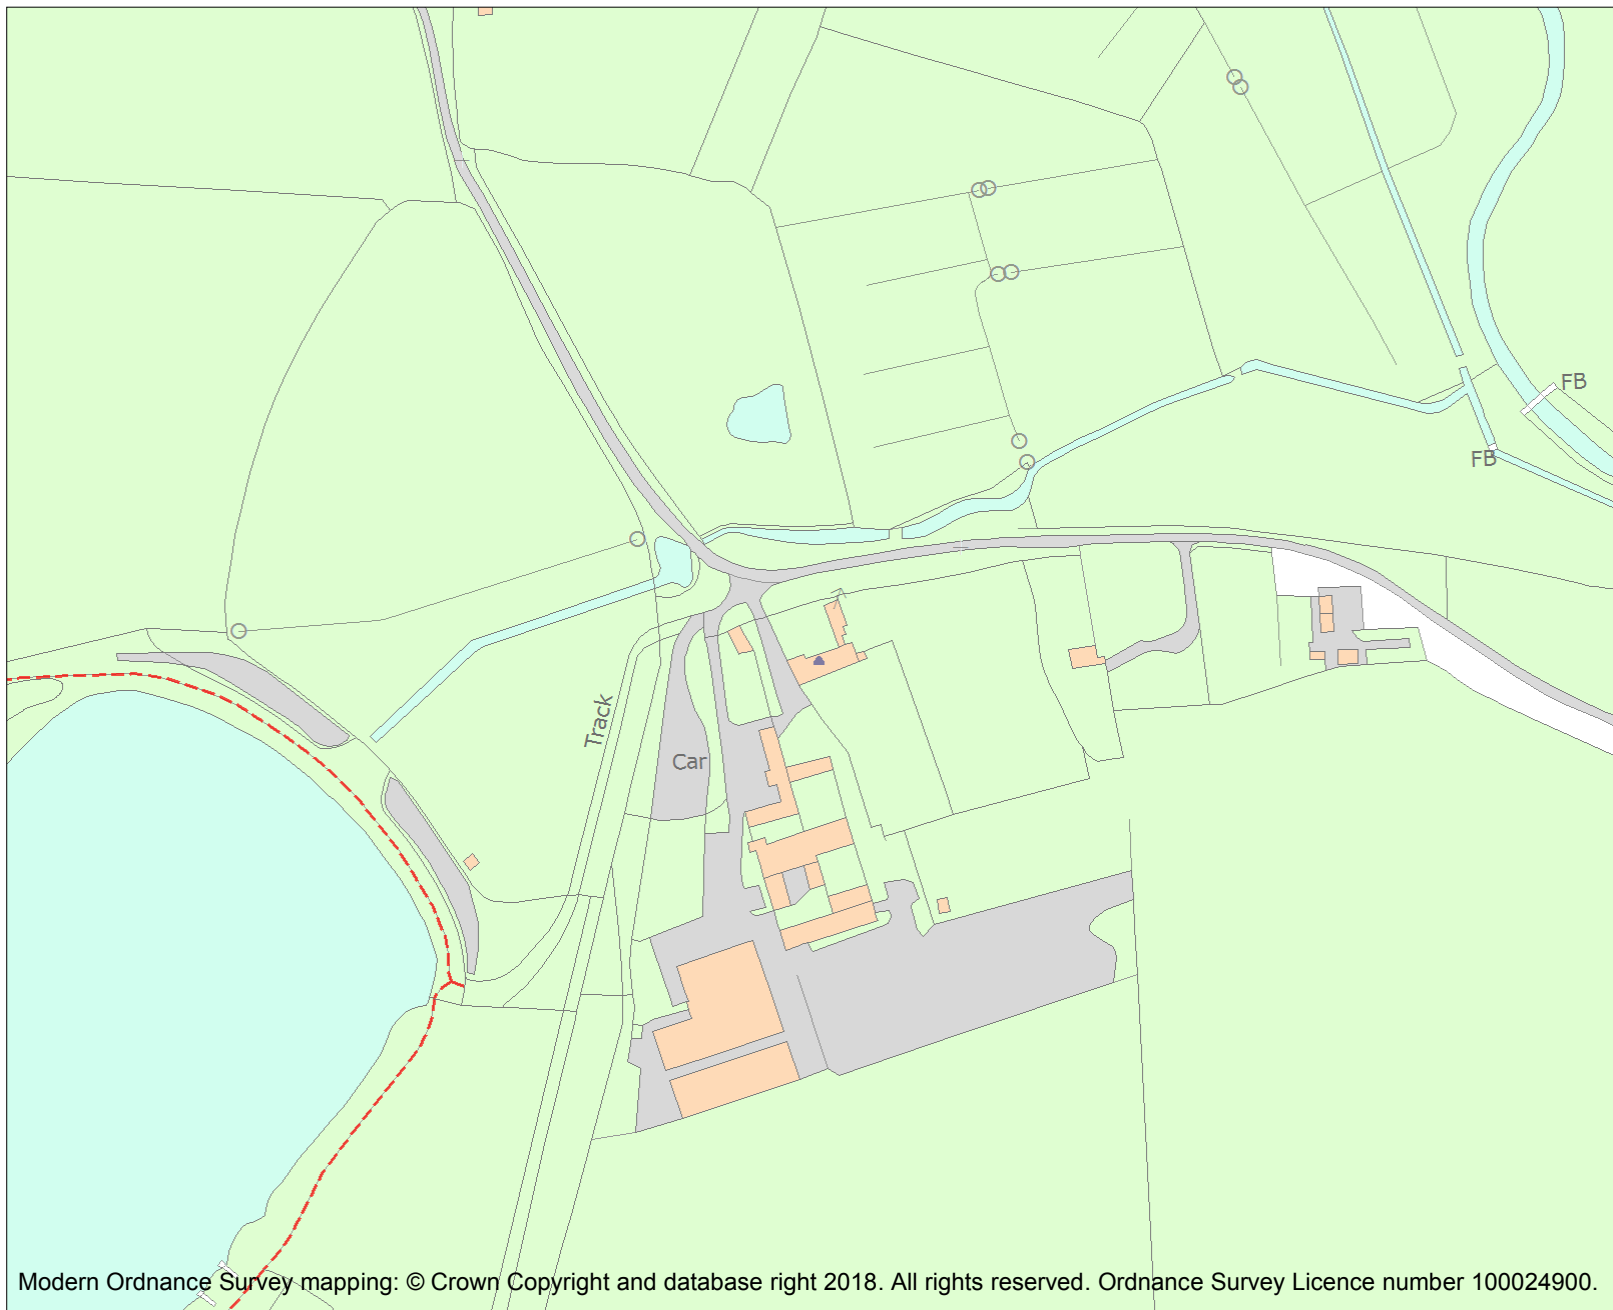 FB
FB
Track
Car
Modern Ordnance Survey mapping: © Crown Copyright and database right 2018. All rights reserved. Ordnance Survey Licence number 100024900.